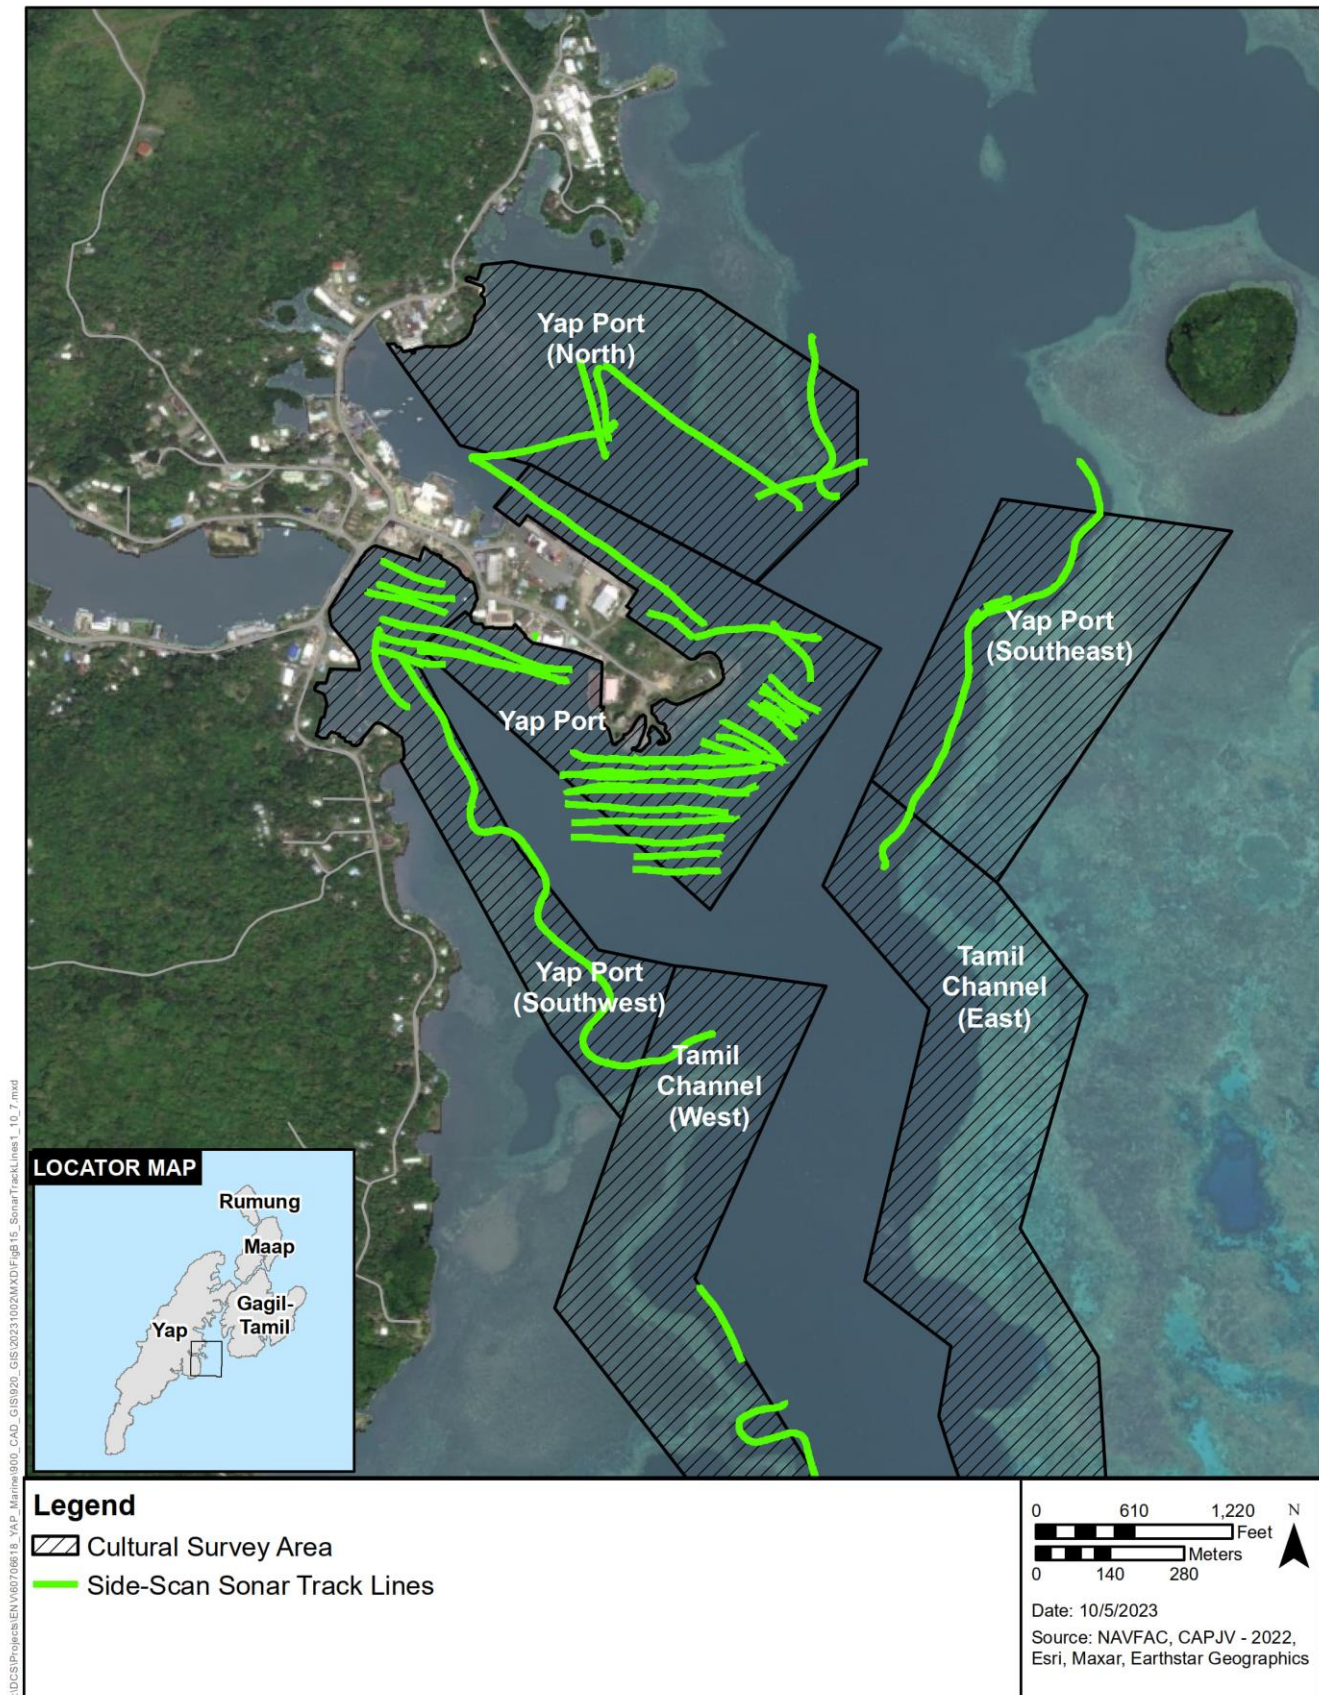 Yap Port
(North)
Yap Port
(Southeast)
Yap Port
Tamil
Channel
(East)
Yap Port
(Southwest)
Tamil
Channel
(West)
LOCATOR MAP
Rumung
Maap
Gagil-
Tamil
Yap
Legend
Cultural Survey Area
Side-Scan Sonar Track Lines
0 610 1,220
Feet
N
Meters
0 140 280
Date: 10/5/2023
Source: NAVFAC, CAPJV - 2022,
Esri, Maxar, Earthstar Geographics